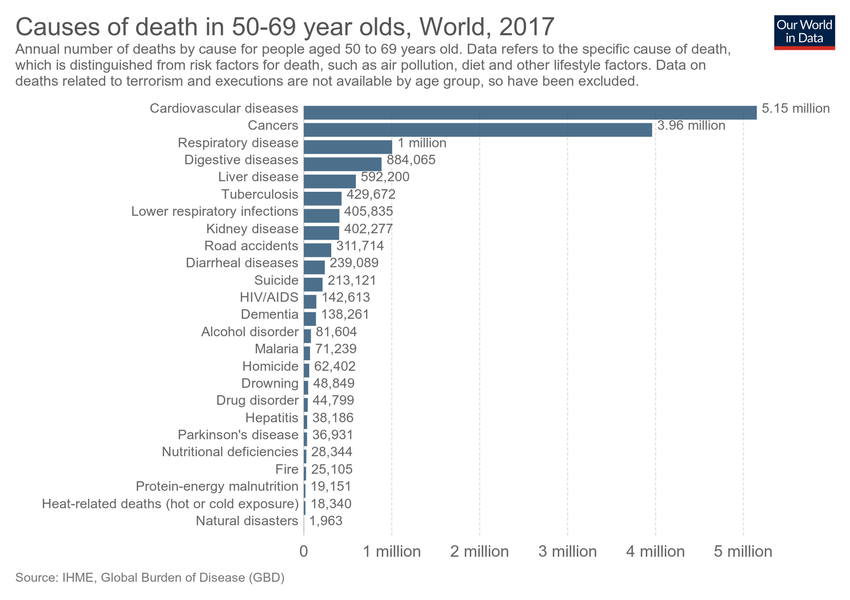 Causes of death in 50-69 year olds, World, 2017
Our World
in Data
Annual number of deaths by cause for people aged 50 to 69 years old. Data refers to the specific cause of death,
which is distinguished from risk factors for death, such as air pollution, diet and other lifestyle factors. Data on
deaths related to terrorism and executions are not available by age group, so have been excluded.
Cardiovascular diseases 5.15 million
Cancers 3.96 million
Respiratory disease 1 million
Digestive diseases 884,065
Liver disease 592,200
Tuberculosis 429,672
Lower respiratory infections 405,835
Kidney disease 402,277
Road accidents 311,714
Diarrheal diseases 239,089
Suicide 213,121
HIV/AIDS 142,613
Dementia 138,261
Alcohol disorder 81,604
Malaria 71,239
Homicide 62,402
Drowning 48,849
Drug disorder 44,799
Hepatitis 38,186
Parkinson's disease 36,931
Nutritional deficiencies 28,344
Fire 25,105
Protein-energy malnutrition 19,151
Heat-related deaths (hot or cold exposure) 18,340
Natural disasters 1,963
0 1 million 2 million 3 million 4 million 5 million
Source: IHME, Global Burden of Disease (GBD)